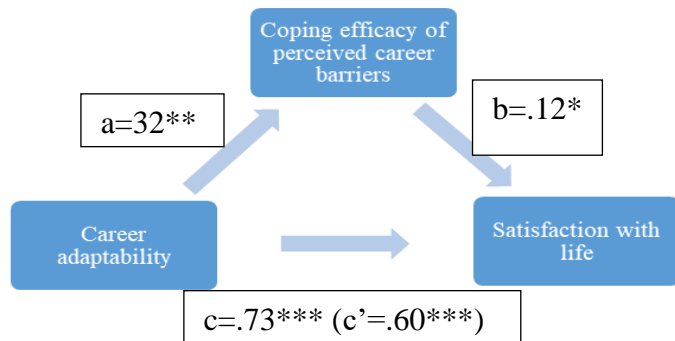 Coping efficacy of
perceived career
barriers
a=32**
b=.12*
Career
adaptability
Satisfaction with
life
c=.73*** (c’=.60***)